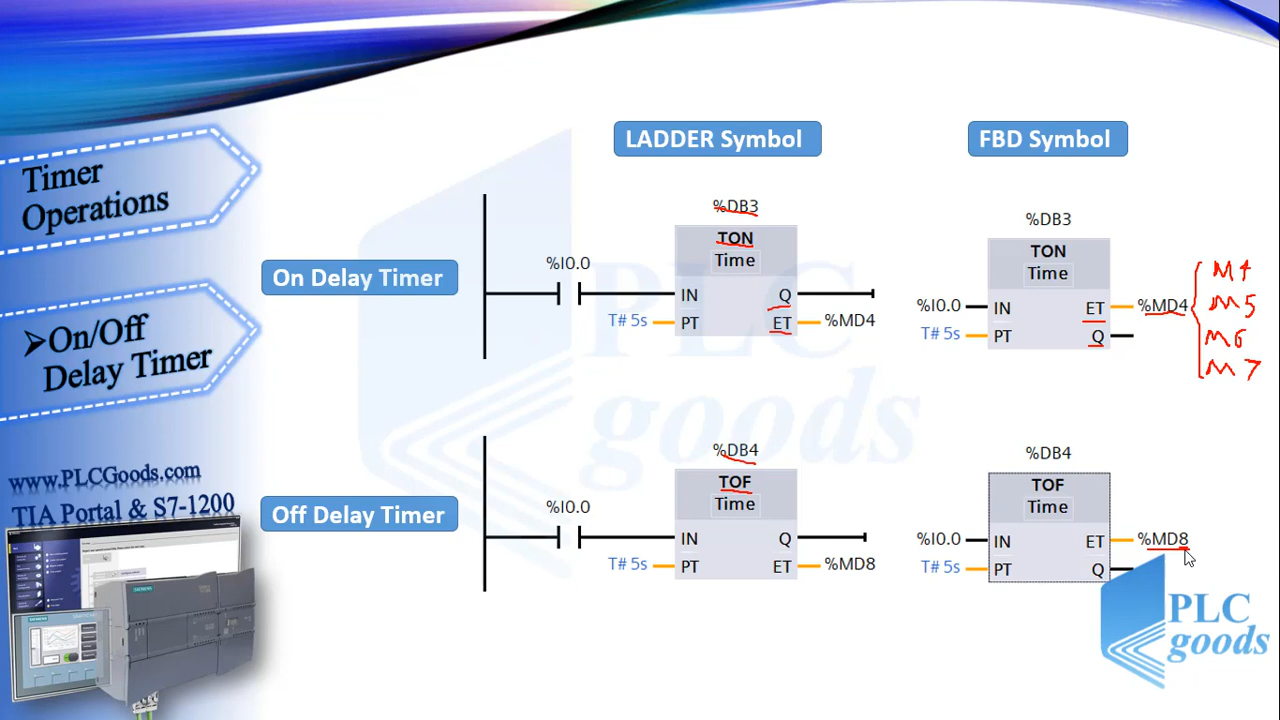 LADDER Symbol
FBD Symbol
Timer
Operations
➢On/Off
Delay Timer
www.PLCGoods.com
TIA Portal & S7-1200
On Delay Timer
%DB3
TON
Time
%I0.0
IN
Q
T# 5s
PT
ET
%MD4
%DB3
TON
Time
%I0.0
IN
ET
%MD4
T# 5s
PT
Q
M4
M5
M6
M7
Off Delay Timer
%DB4
TOF
Time
%I0.0
IN
Q
T# 5s
PT
ET
%MD8
%DB4
TOF
Time
%I0.0
IN
ET
%MD8
T# 5s
PT
Q
PLC
goods
PLC
goods
SIEMENS